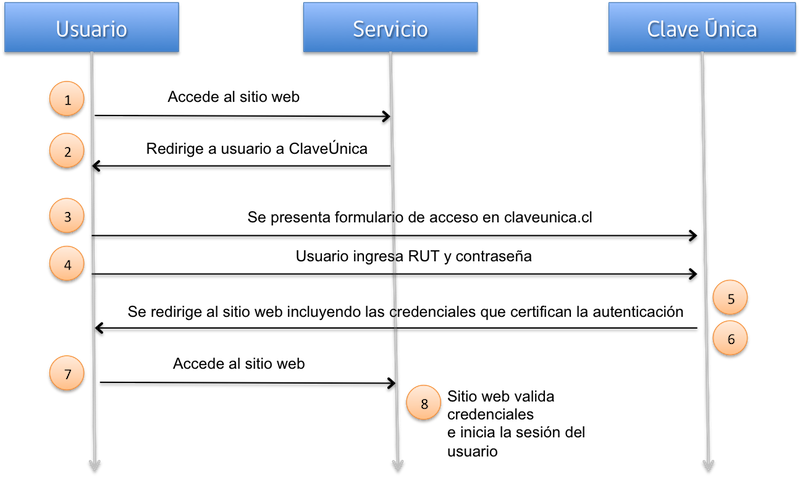 Usuario
Servicio
Clave Única
1
Accede al sitio web
2
Redirige a usuario a ClaveÚnica
3
Se presenta formulario de acceso en claveunica.cl
4
Usuario ingresa RUT y contraseña
5
Se redirige al sitio web incluyendo las credenciales que certifican la autenticación
6
7
Accede al sitio web
8
Sitio web valida
credenciales
e inicia la sesión del
usuario